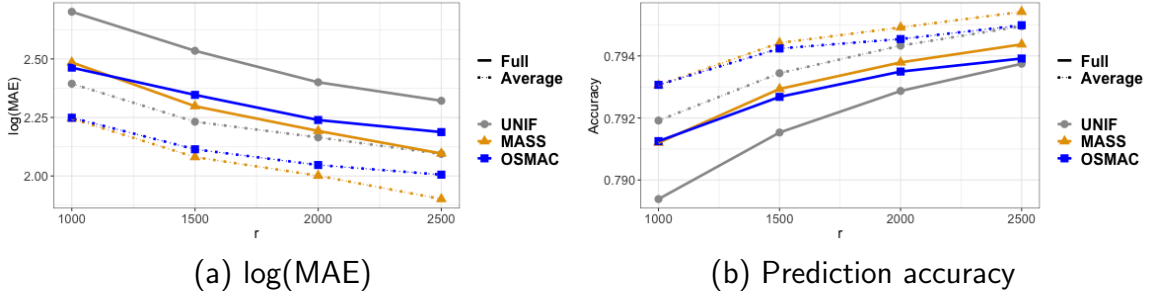 2.50
2.25
2.00
log(MAE)
1000 1500 2000 2500
r
Full
Average
UNIF
MASS
OSMAC
(a) log(MAE)
0.794
0.792
0.790
Accuracy
1000 1500 2000 2500
r
Full
Average
UNIF
MASS
OSMAC
(b) Prediction accuracy